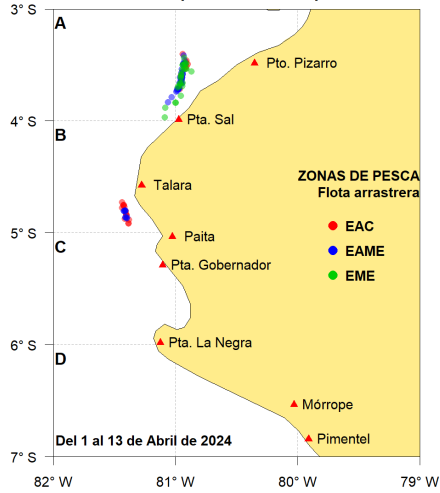 3° S
A
Pto. Pizarro
4° S
Pta. Sal
B
ZONAS DE PESCA
Talara
Flota arrastrera
EAC
5° S
Paita
EAME
C
Pta. Gobernador
EME
6° S
Pta. La Negra
D
Mórrope
Del 1 al 13 de Abril de 2024
Pimentel
7° S
82° W
81° W
80° W
79° W